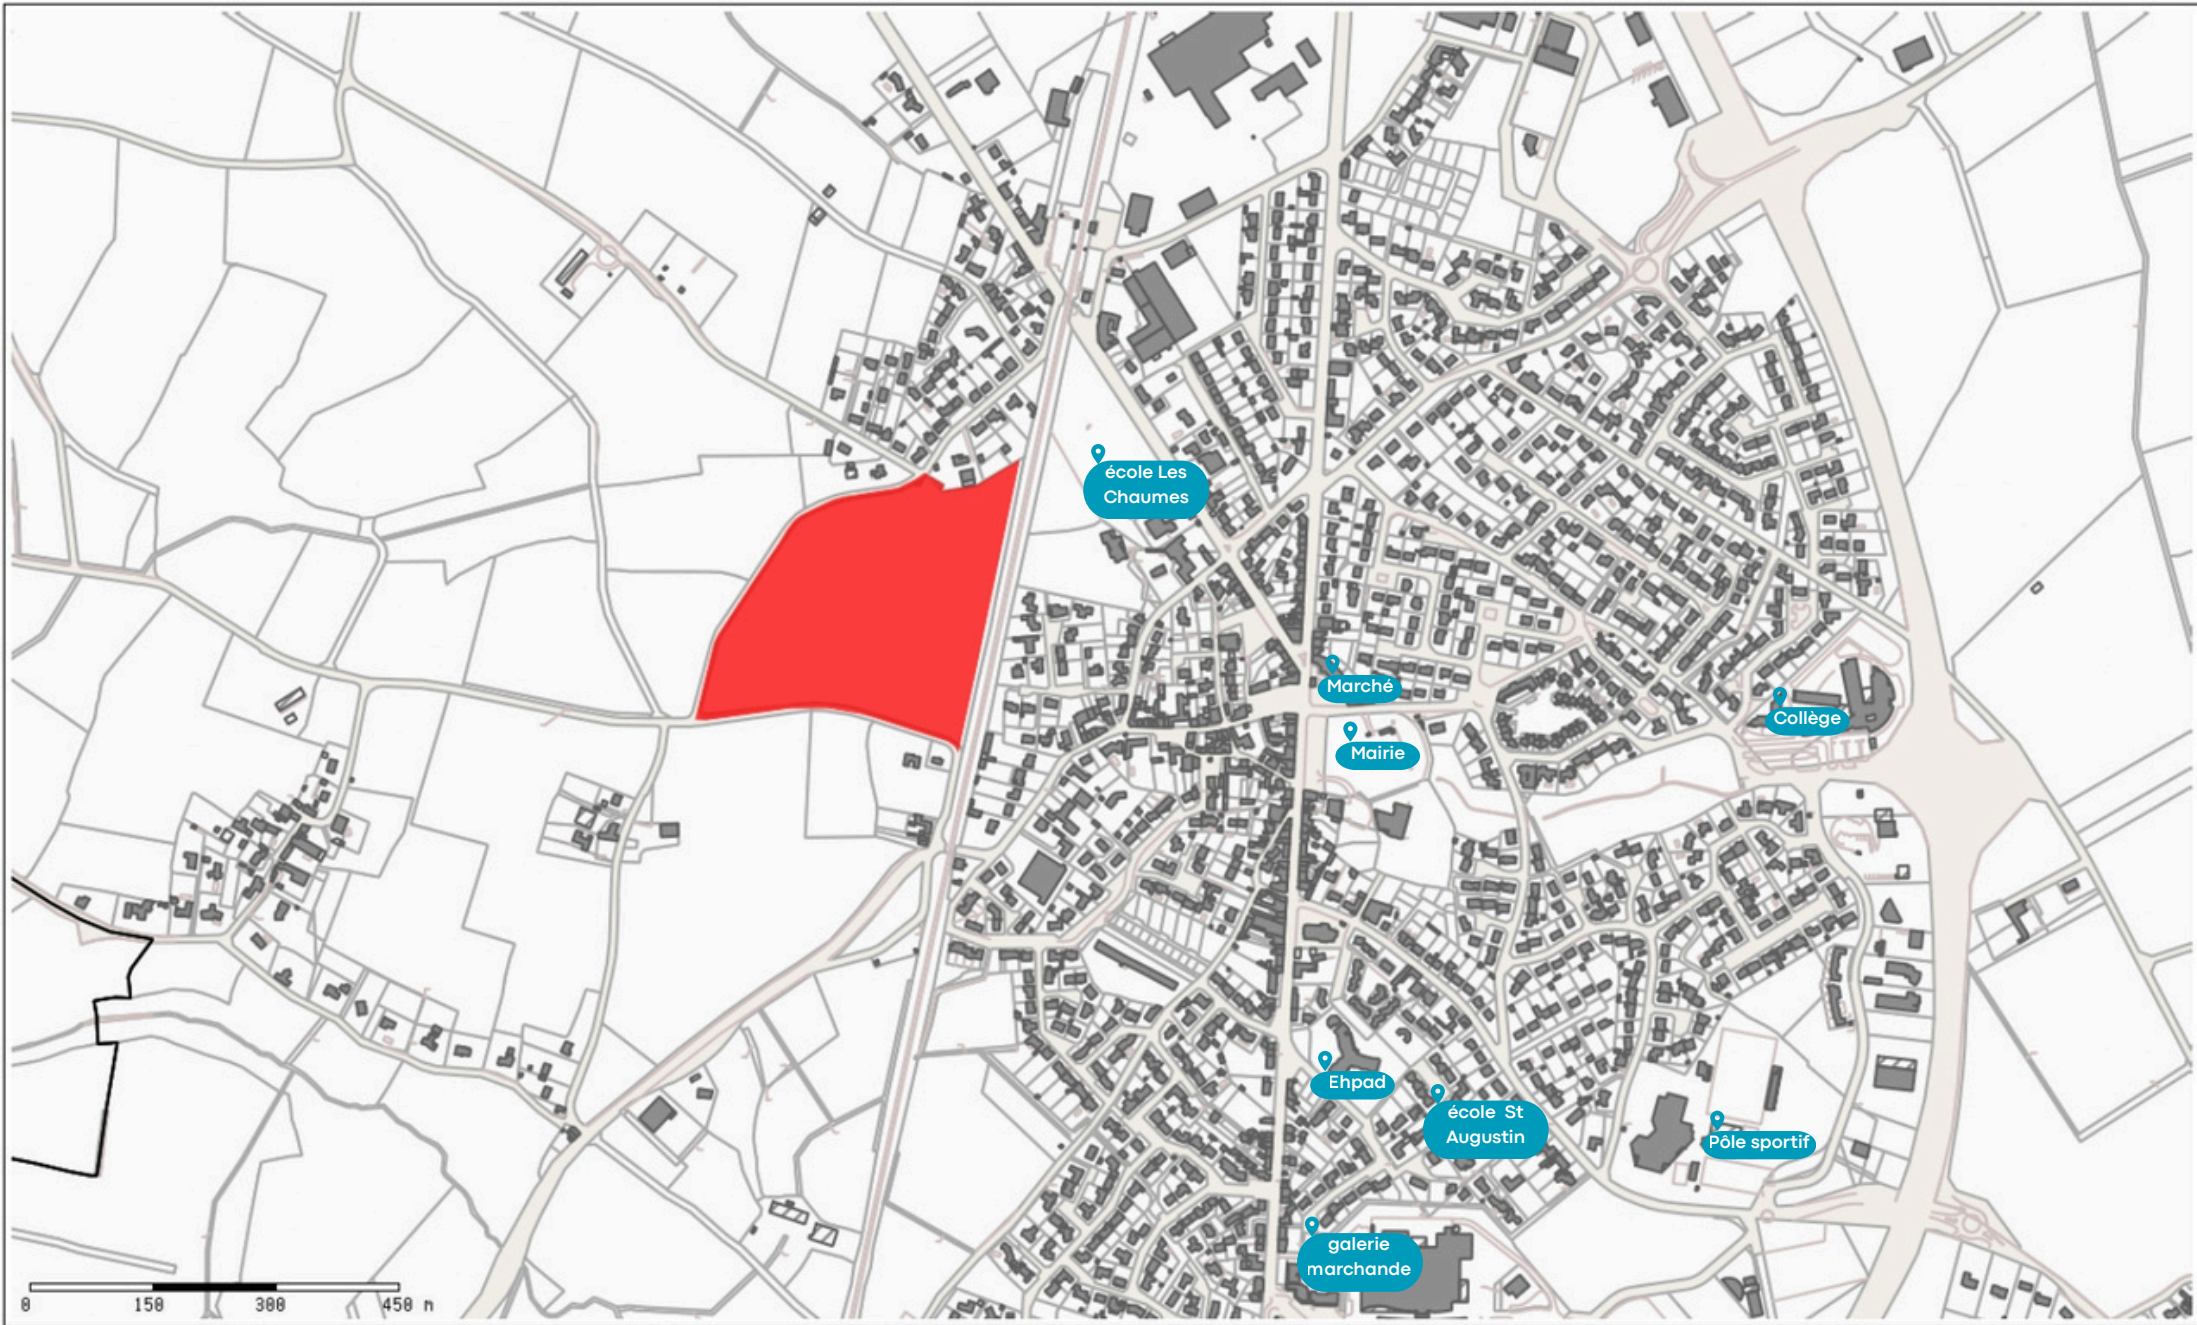 école Les
Chaumes
Marché
Mairie
Collège
Ehpad
école St
Augustin
Pôle sportif
galerie
marchande
0 150 300 450 m